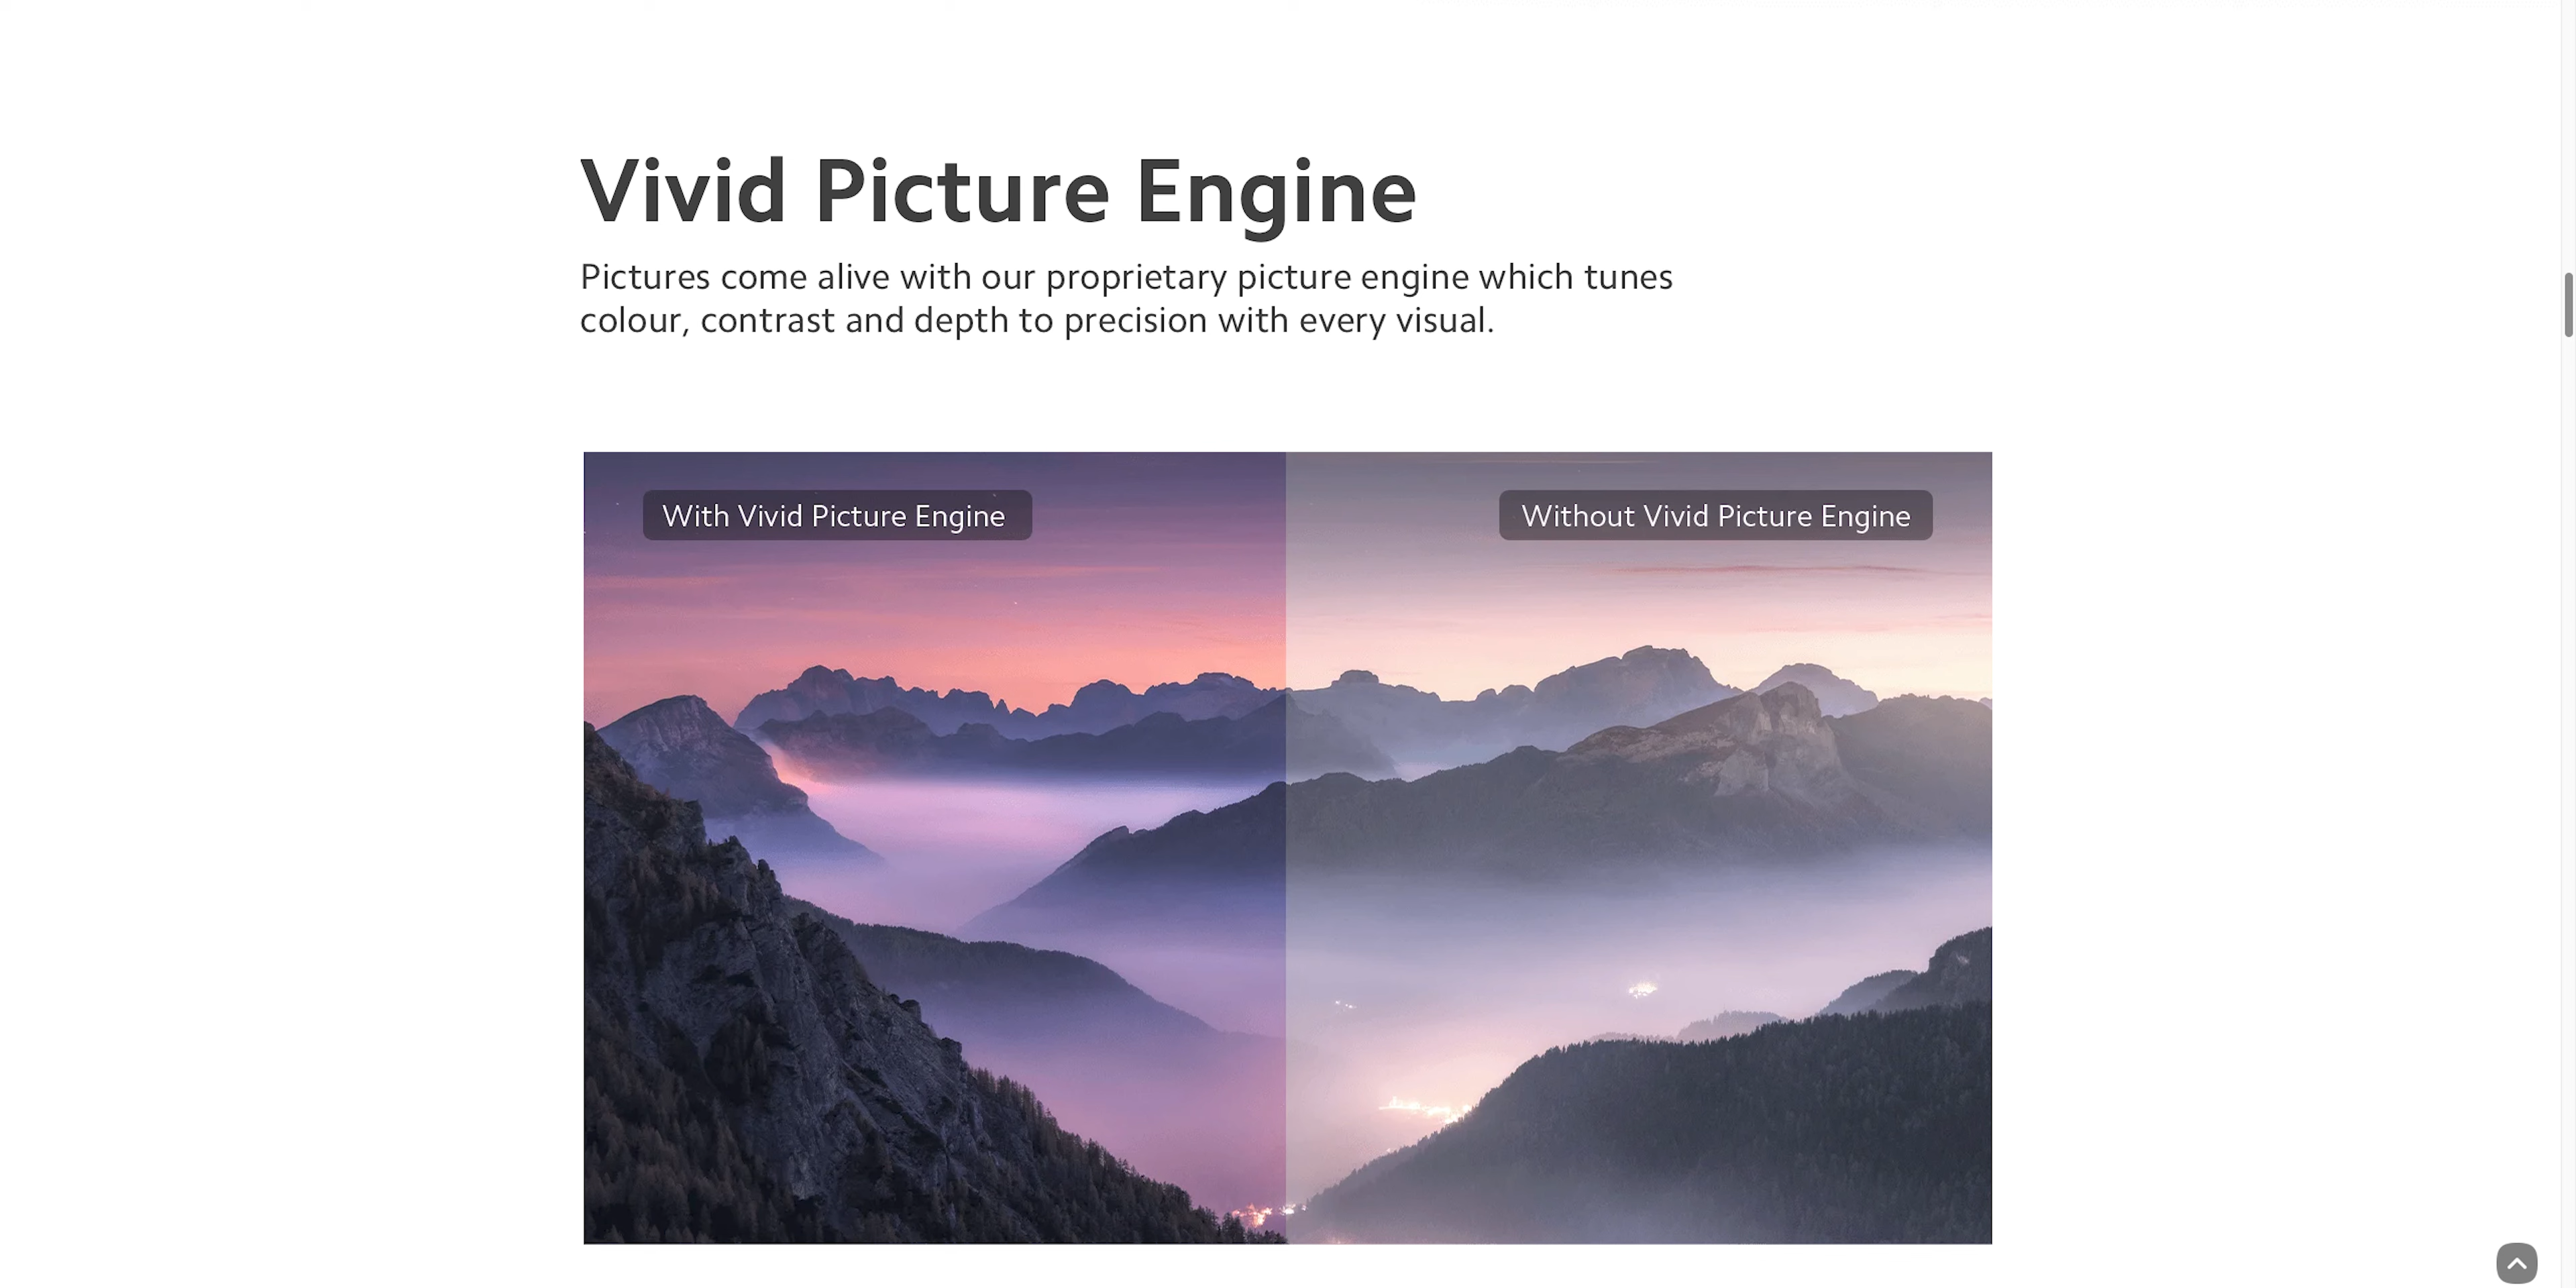 Vivid Picture Engine
Pictures come alive with our proprietary picture engine which tunes
colour, contrast and depth to precision with every visual.
With Vivid Picture Engine
Without Vivid Picture Engine